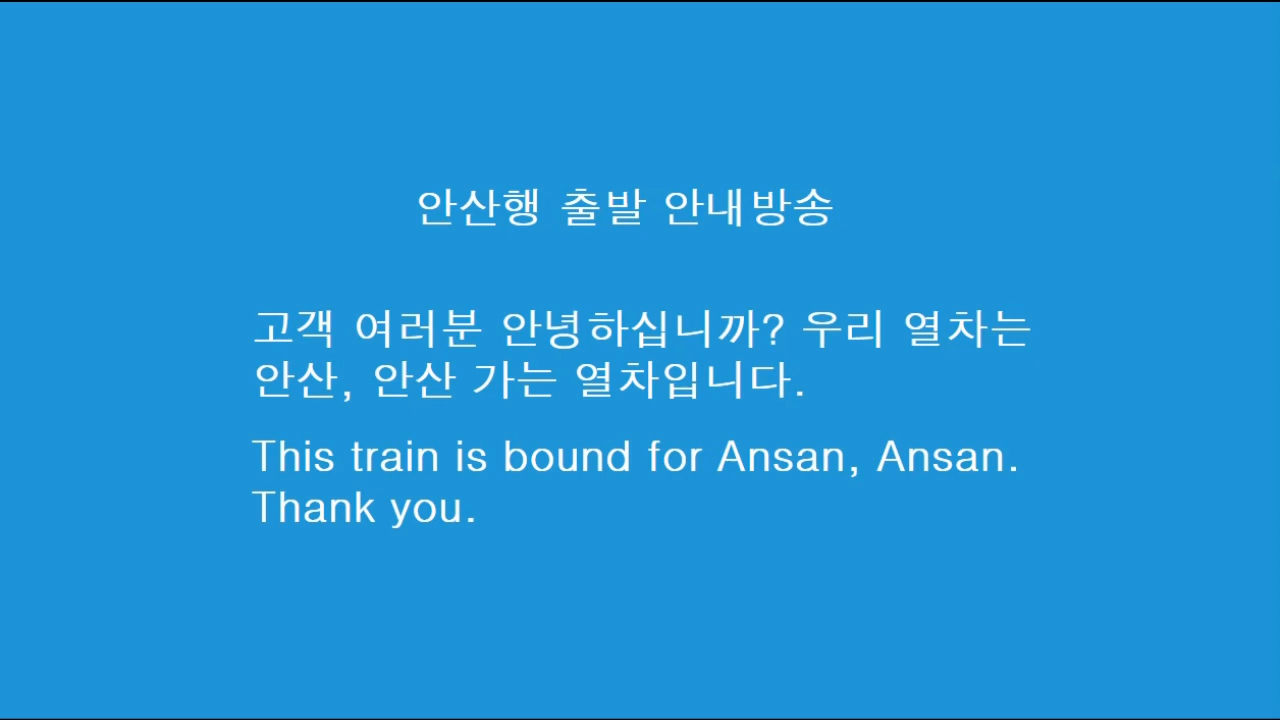 안산행 출발 안내방송
고객 여러분 안녕하십니까? 우리 열차는
안산, 안산 가는 열차입니다.
This train is bound for Ansan, Ansan.
Thank you.